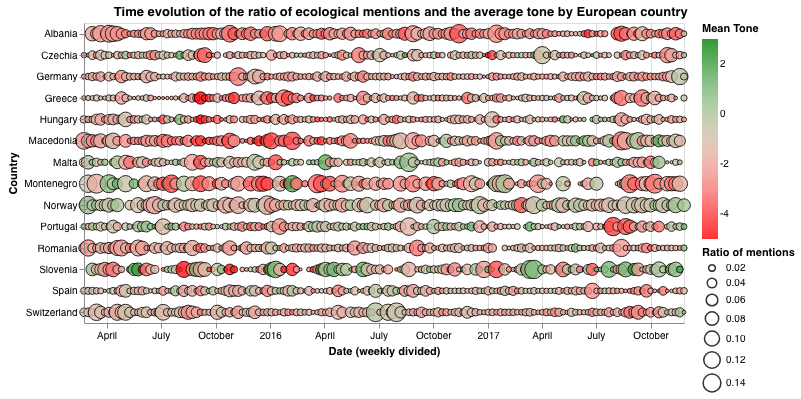 Time evolution of the ratio of ecological mentions and the average tone by European country
Mean Tone
2
0
-2
-4
Ratio of mentions
0.02
0.04
0.06
0.08
0.10
0.12
0.14
Country
Albania
Czechia
Germany
Greece
Hungary
Macedonia
Malta
Montenegro
Norway
Portugal
Romania
Slovenia
Spain
Switzerland
April July October 2016 April July October 2017 April July October
Date (weekly divided)